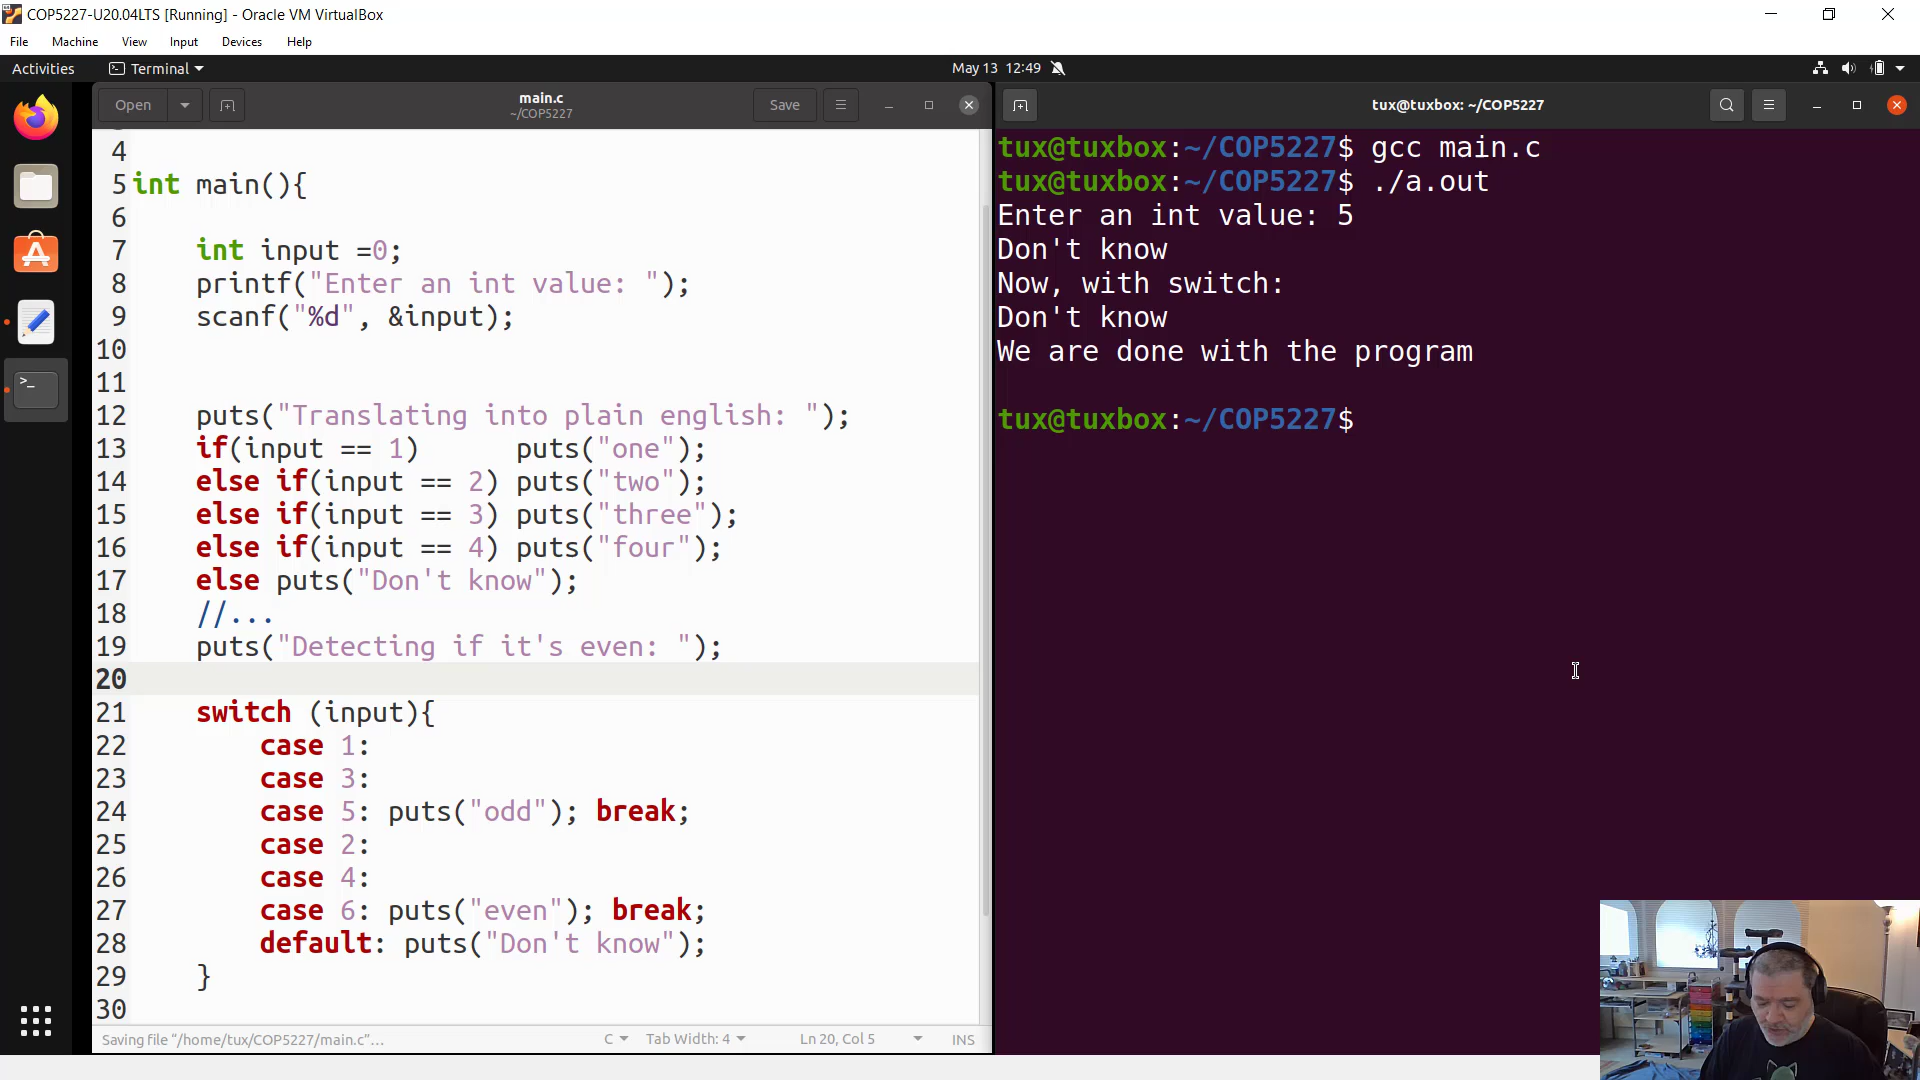 COP5227-U20.04LTS [Running] - Oracle VM VirtualBox
File Machine View Input Devices Help
Activities Terminal May 13 12:49
Open main.c Save
~/COP5227
4
5 int main(){
6
7 int input =0;
8 printf("Enter an int value: ");
9 scanf("%d", &input);
10
11
12 puts("Translating into plain english: ");
13 if(input == 1) puts("one");
14 else if(input == 2) puts("two");
15 else if(input == 3) puts("three");
16 else if(input == 4) puts("four");
17 else puts("Don't know");
18 //...
19 puts("Detecting if it's even: ");
20
21 switch (input){
22 case 1:
23 case 3:
24 case 5: puts("odd"); break;
25 case 2:
26 case 4:
27 case 6: puts("even"); break;
28 default: puts("Don't know");
29 }
30
Saving file "/home/tux/COP5227/main.c"… C Tab Width: 4 Ln 20, Col 5 INS
tux@tuxbox: ~/COP5227
tux@tuxbox:~/COP5227$ gcc main.c
tux@tuxbox:~/COP5227$ ./a.out
Enter an int value: 5
Don't know
Now, with switch:
Don't know
We are done with the program
tux@tuxbox:~/COP5227$